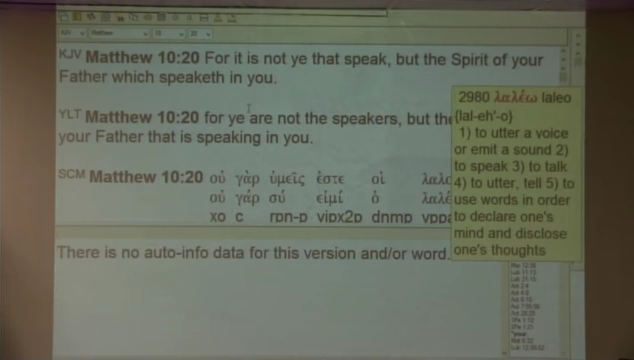 KJV Matthew 10 20
KJV Matthew 10:20 For it is not ye that speak, but the Spirit of your
Father which speaketh in you.
YLT Matthew 10:20 for ye are not the speakers, but the
your Father that is speaking in you.
SCM Matthew 10:20 οὐ γὰρ ὑμεῖς ἐστε οἱ
οὐ γάρ σύ εἰμί ὁ
xo c rpn-p vipx2p dnmp
There is no auto-info data for this version and/or word.
2980 λαλέω laleo
{lal-eh'-o}
1) to utter a voice
or emit a sound 2)
to speak 3) to talk
4) to utter, tell 5) to
use words in order
to declare one's
mind and disclose
one's thoughts